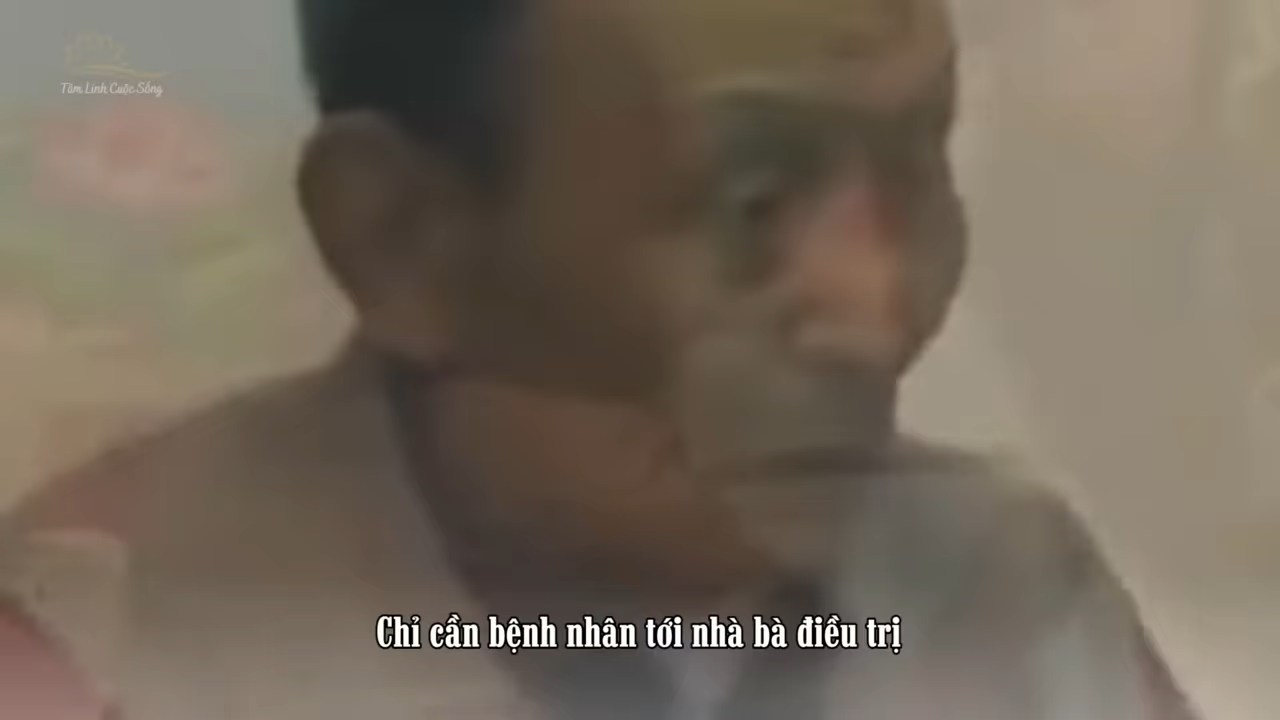 Tâm Linh Cuộc Sống
Chỉ cần bệnh nhân tới nhà bà điều trị